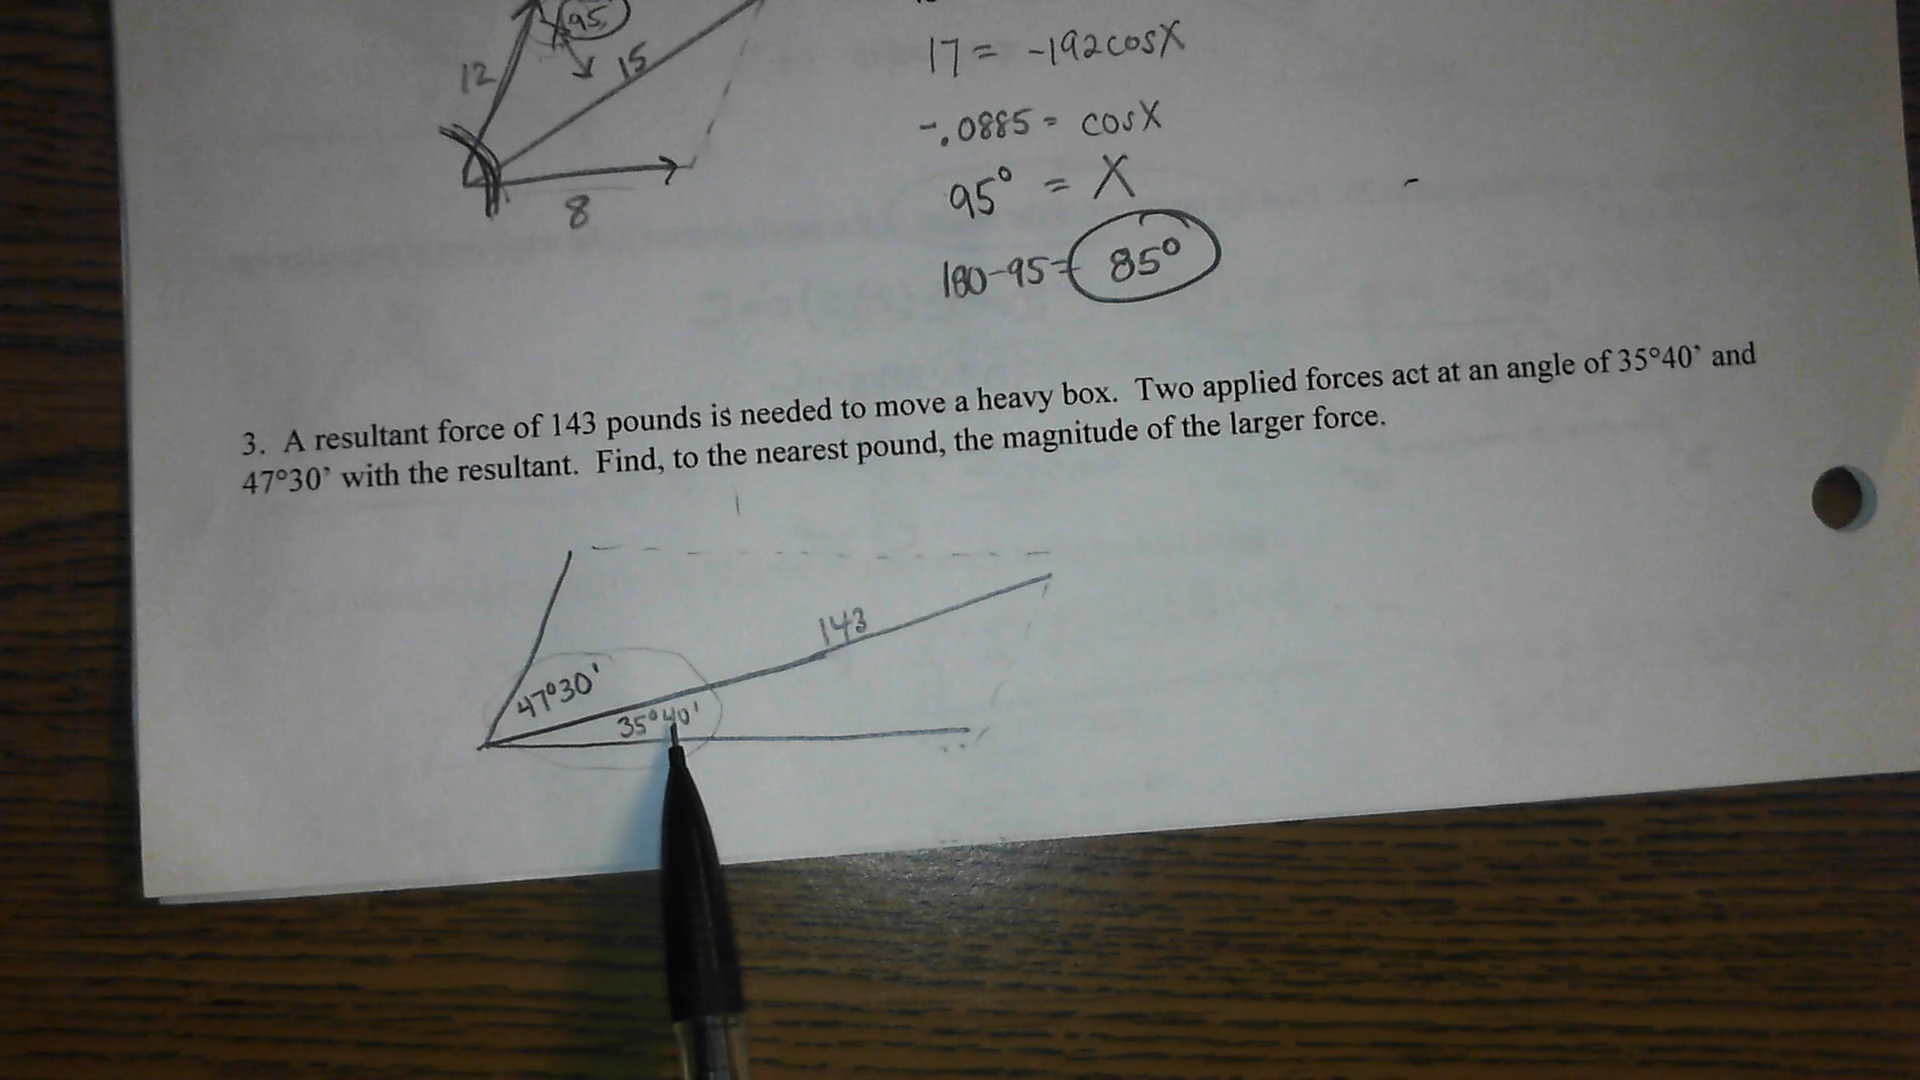 95
12
15
8
17 = -192cosX
-.0885 = cosX
95° = X
180-95= 85°
3. A resultant force of 143 pounds is needed to move a heavy box. Two applied forces act at an angle of 35°40’ and
47°30’ with the resultant. Find, to the nearest pound, the magnitude of the larger force.
143
47°30'
35°40'